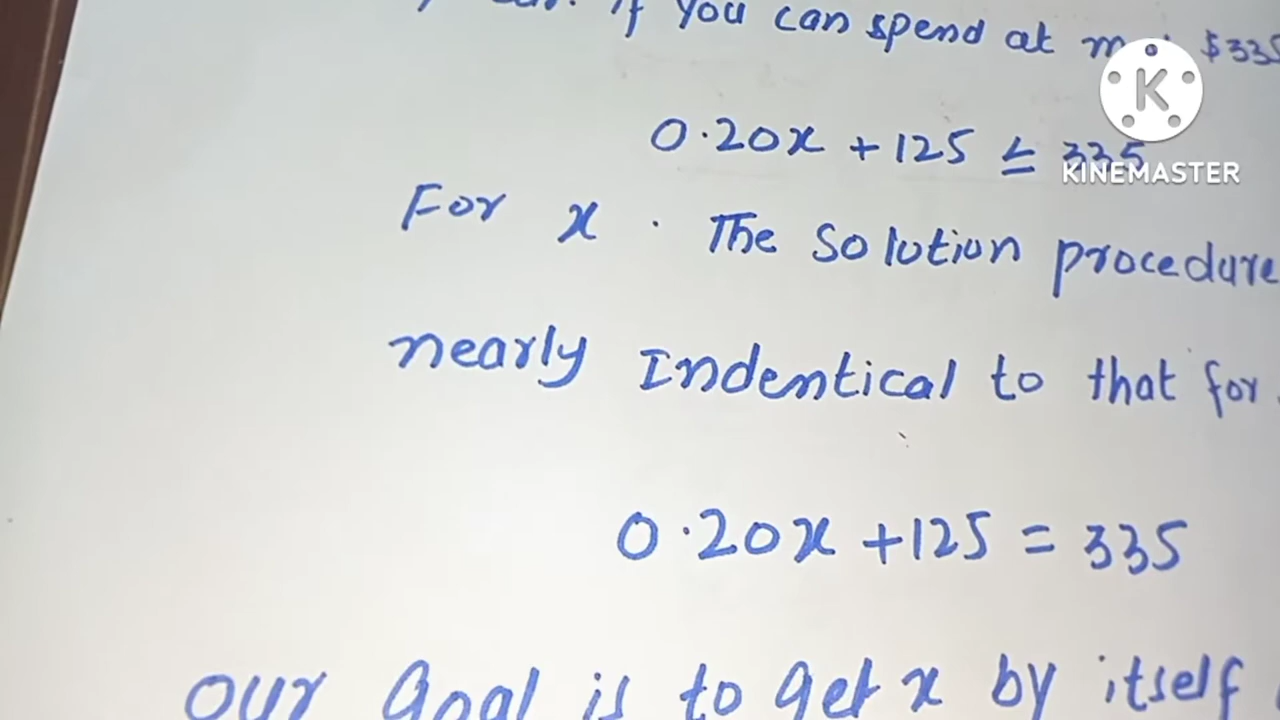 If you can spend at $335
0.20x + 125 ≤ 335
KINEMASTER
For x . The Solution procedure
nearly Indentical to that for
0.20x + 125 = 335
our Goal is to Get x by itself